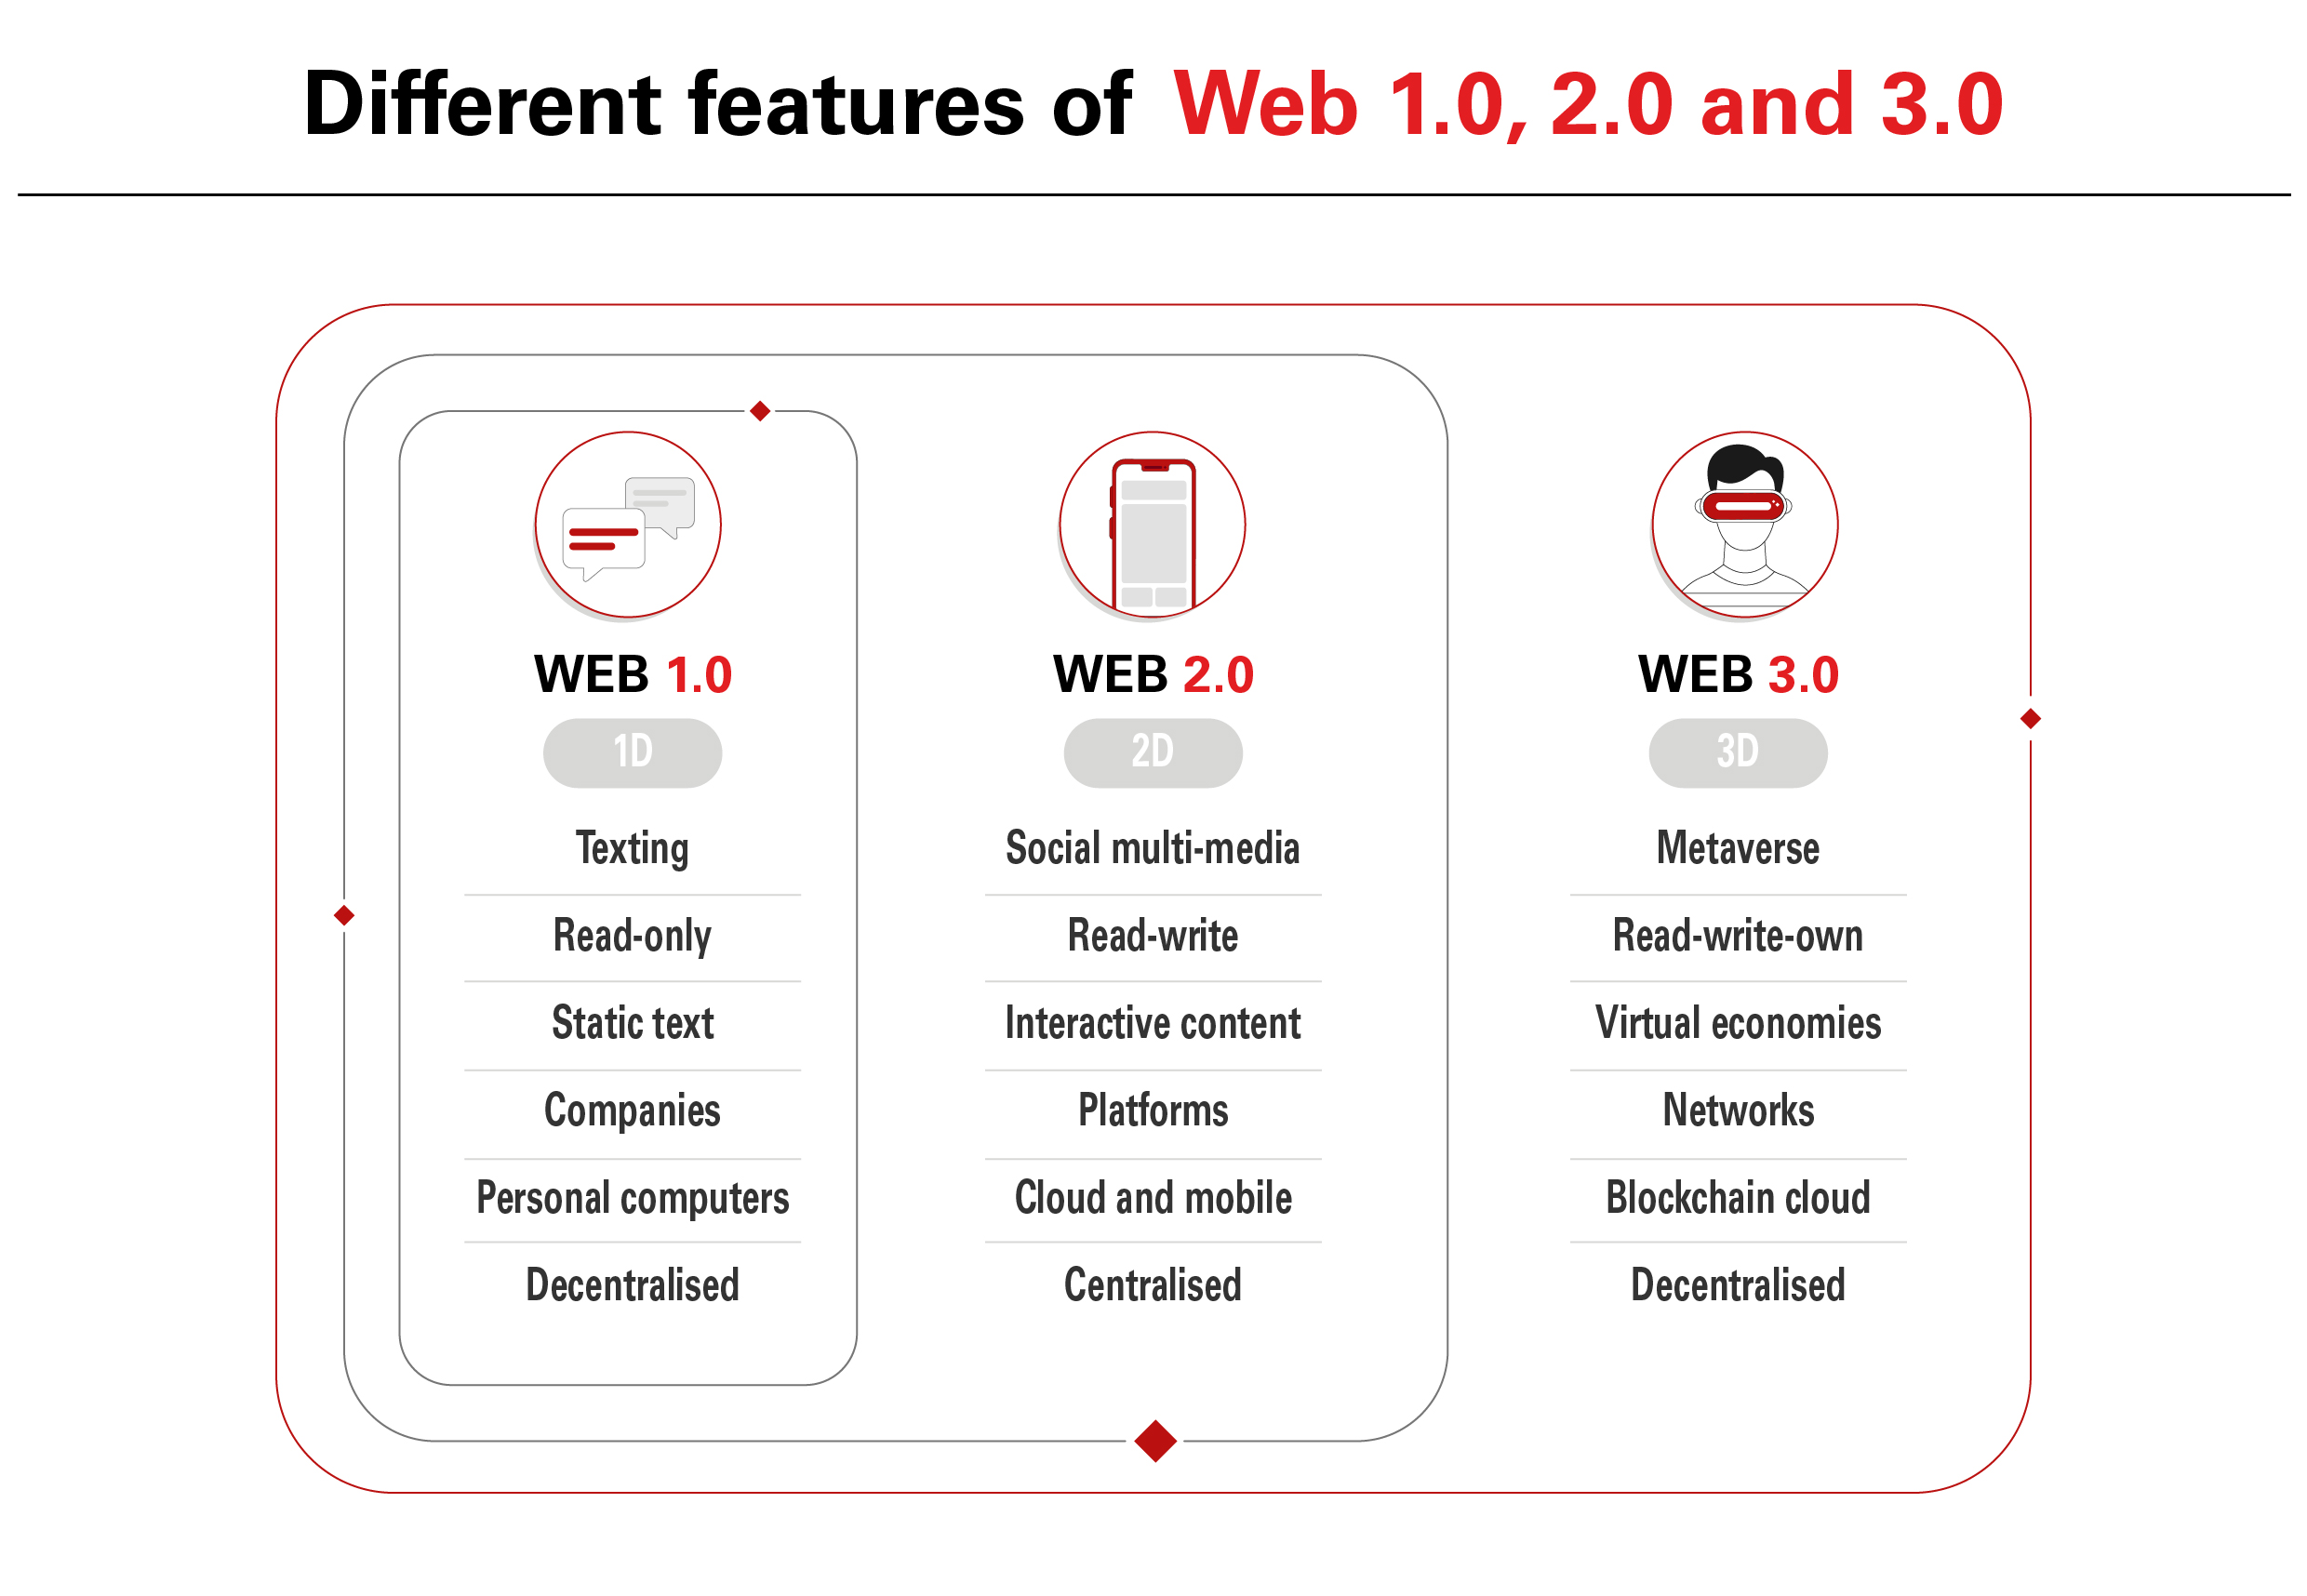 Different features of Web 1.0, 2.0 and 3.0
WEB 1.0
1D
Texting
Read-only
Static text
Companies
Personal computers
Decentralised
WEB 2.0
2D
Social multi-media
Read-write
Interactive content
Platforms
Cloud and mobile
Centralised
WEB 3.0
3D
Metaverse
Read-write-own
Virtual economies
Networks
Blockchain cloud
Decentralised